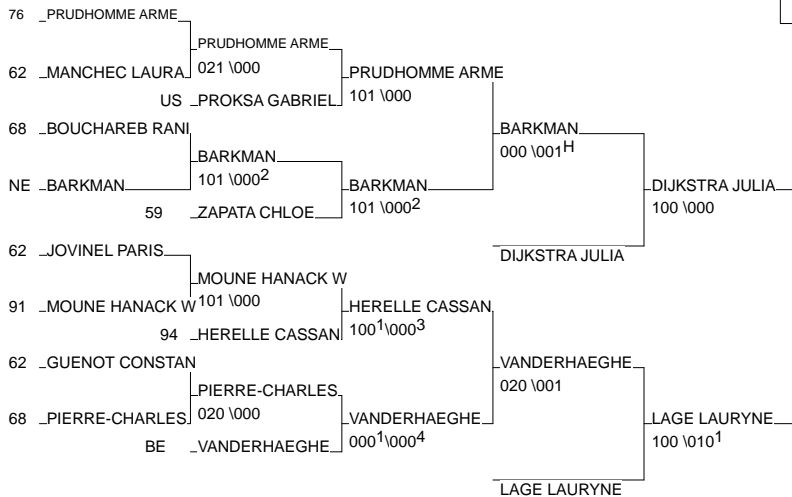 76 PRUDHOMME ARME
PRUDHOMME ARME
62 MANCHEC LAURA
021 \000
PRUDHOMME ARME
US PROKSA GABRIEL
101 \000
68 BOUCHAREB RANI
BARKMAN
000 \001H
BARKMAN
101 \0002
NE BARKMAN
BARKMAN
101 \0002
DIJKSTRA JULIA
100 \000
59 ZAPATA CHLOE
62 JOVINEL PARIS
DIJKSTRA JULIA
MOUNE HANACK W
101 \000
91 MOUNE HANACK W
HERELLE CASSAN
1001\0003
94 HERELLE CASSAN
62 GUENOT CONSTAN
VANDERHAEGHE
020 \001
PIERRE-CHARLES
020 \000
68 PIERRE-CHARLES
VANDERHAEGHE
0001\0004
LAGE LAURYNE
100 \0101
BE VANDERHAEGHE
LAGE LAURYNE